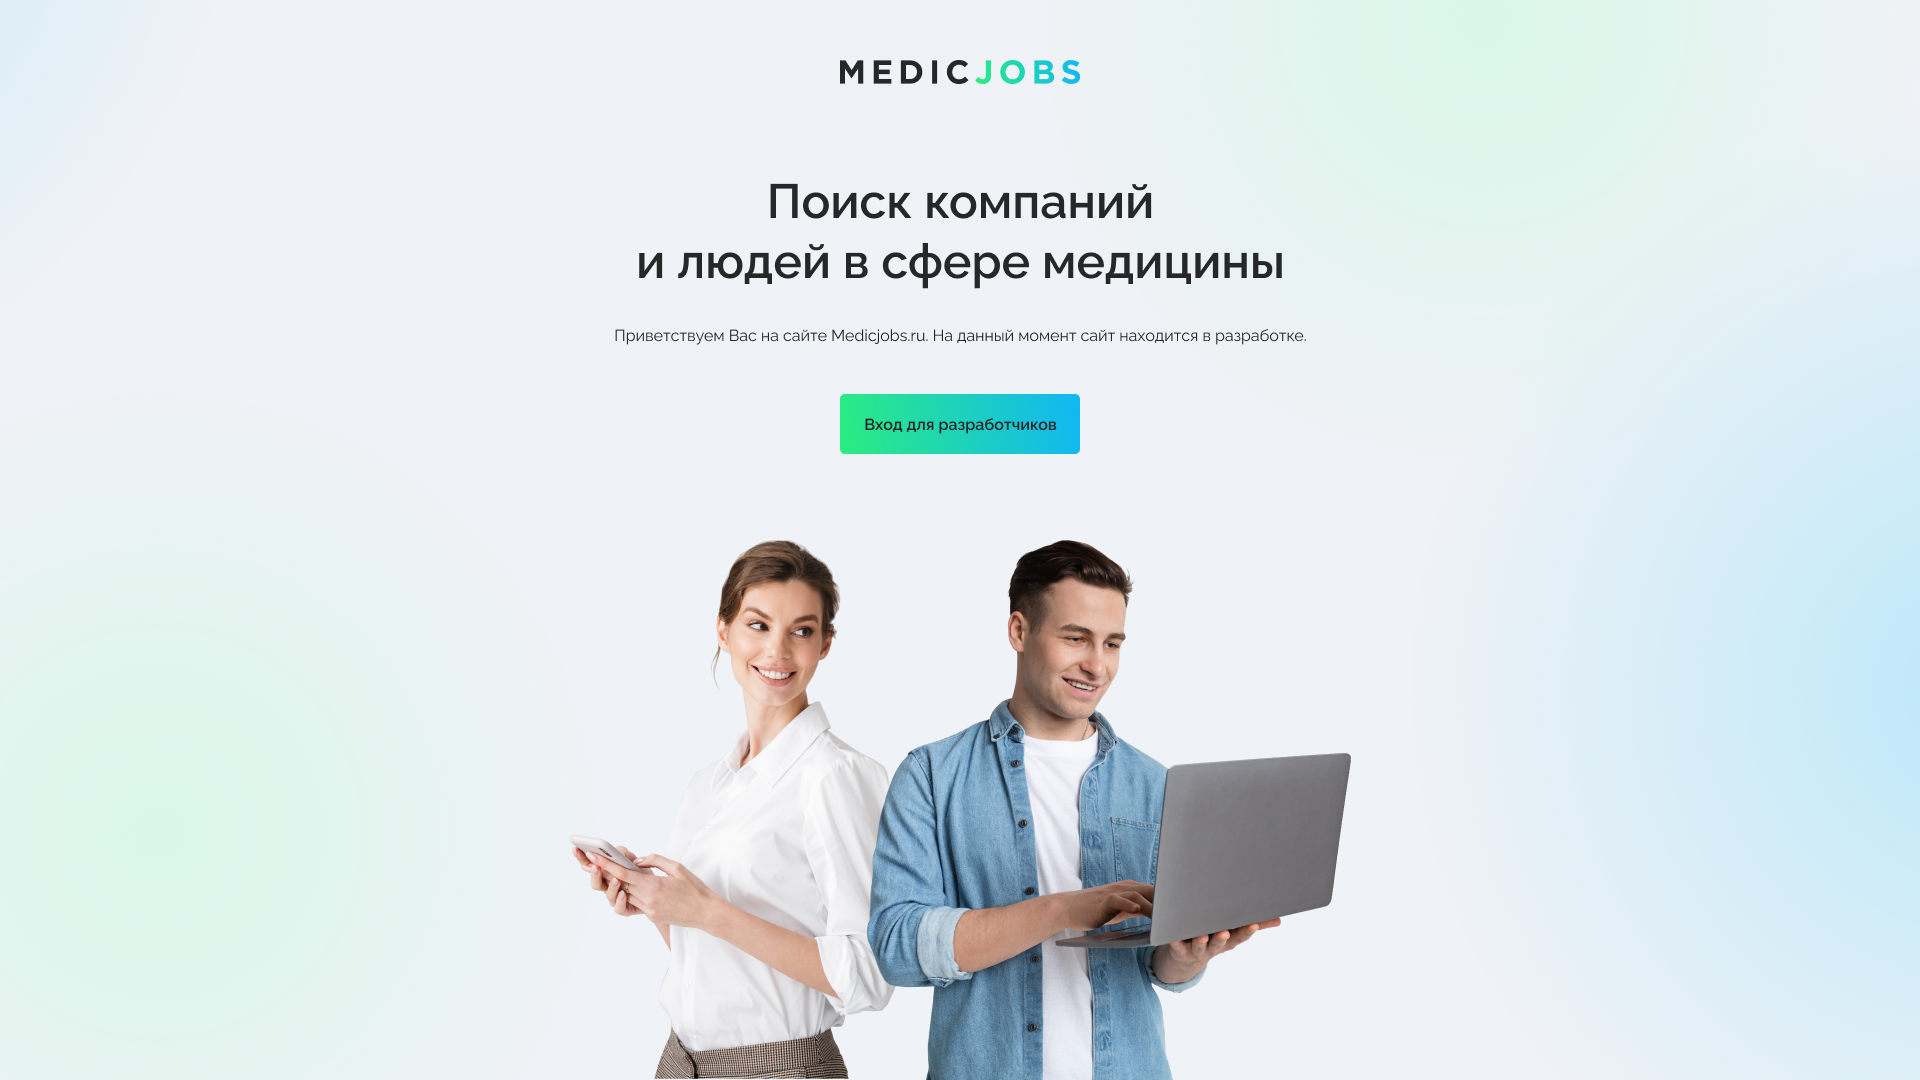 MEDICJOBS
Поиск компаний
и людей в сфере медицины
Приветствуем Вас на сайте Medicjobs.ru. На данный момент сайт находится в разработке.
Вход для разработчиков